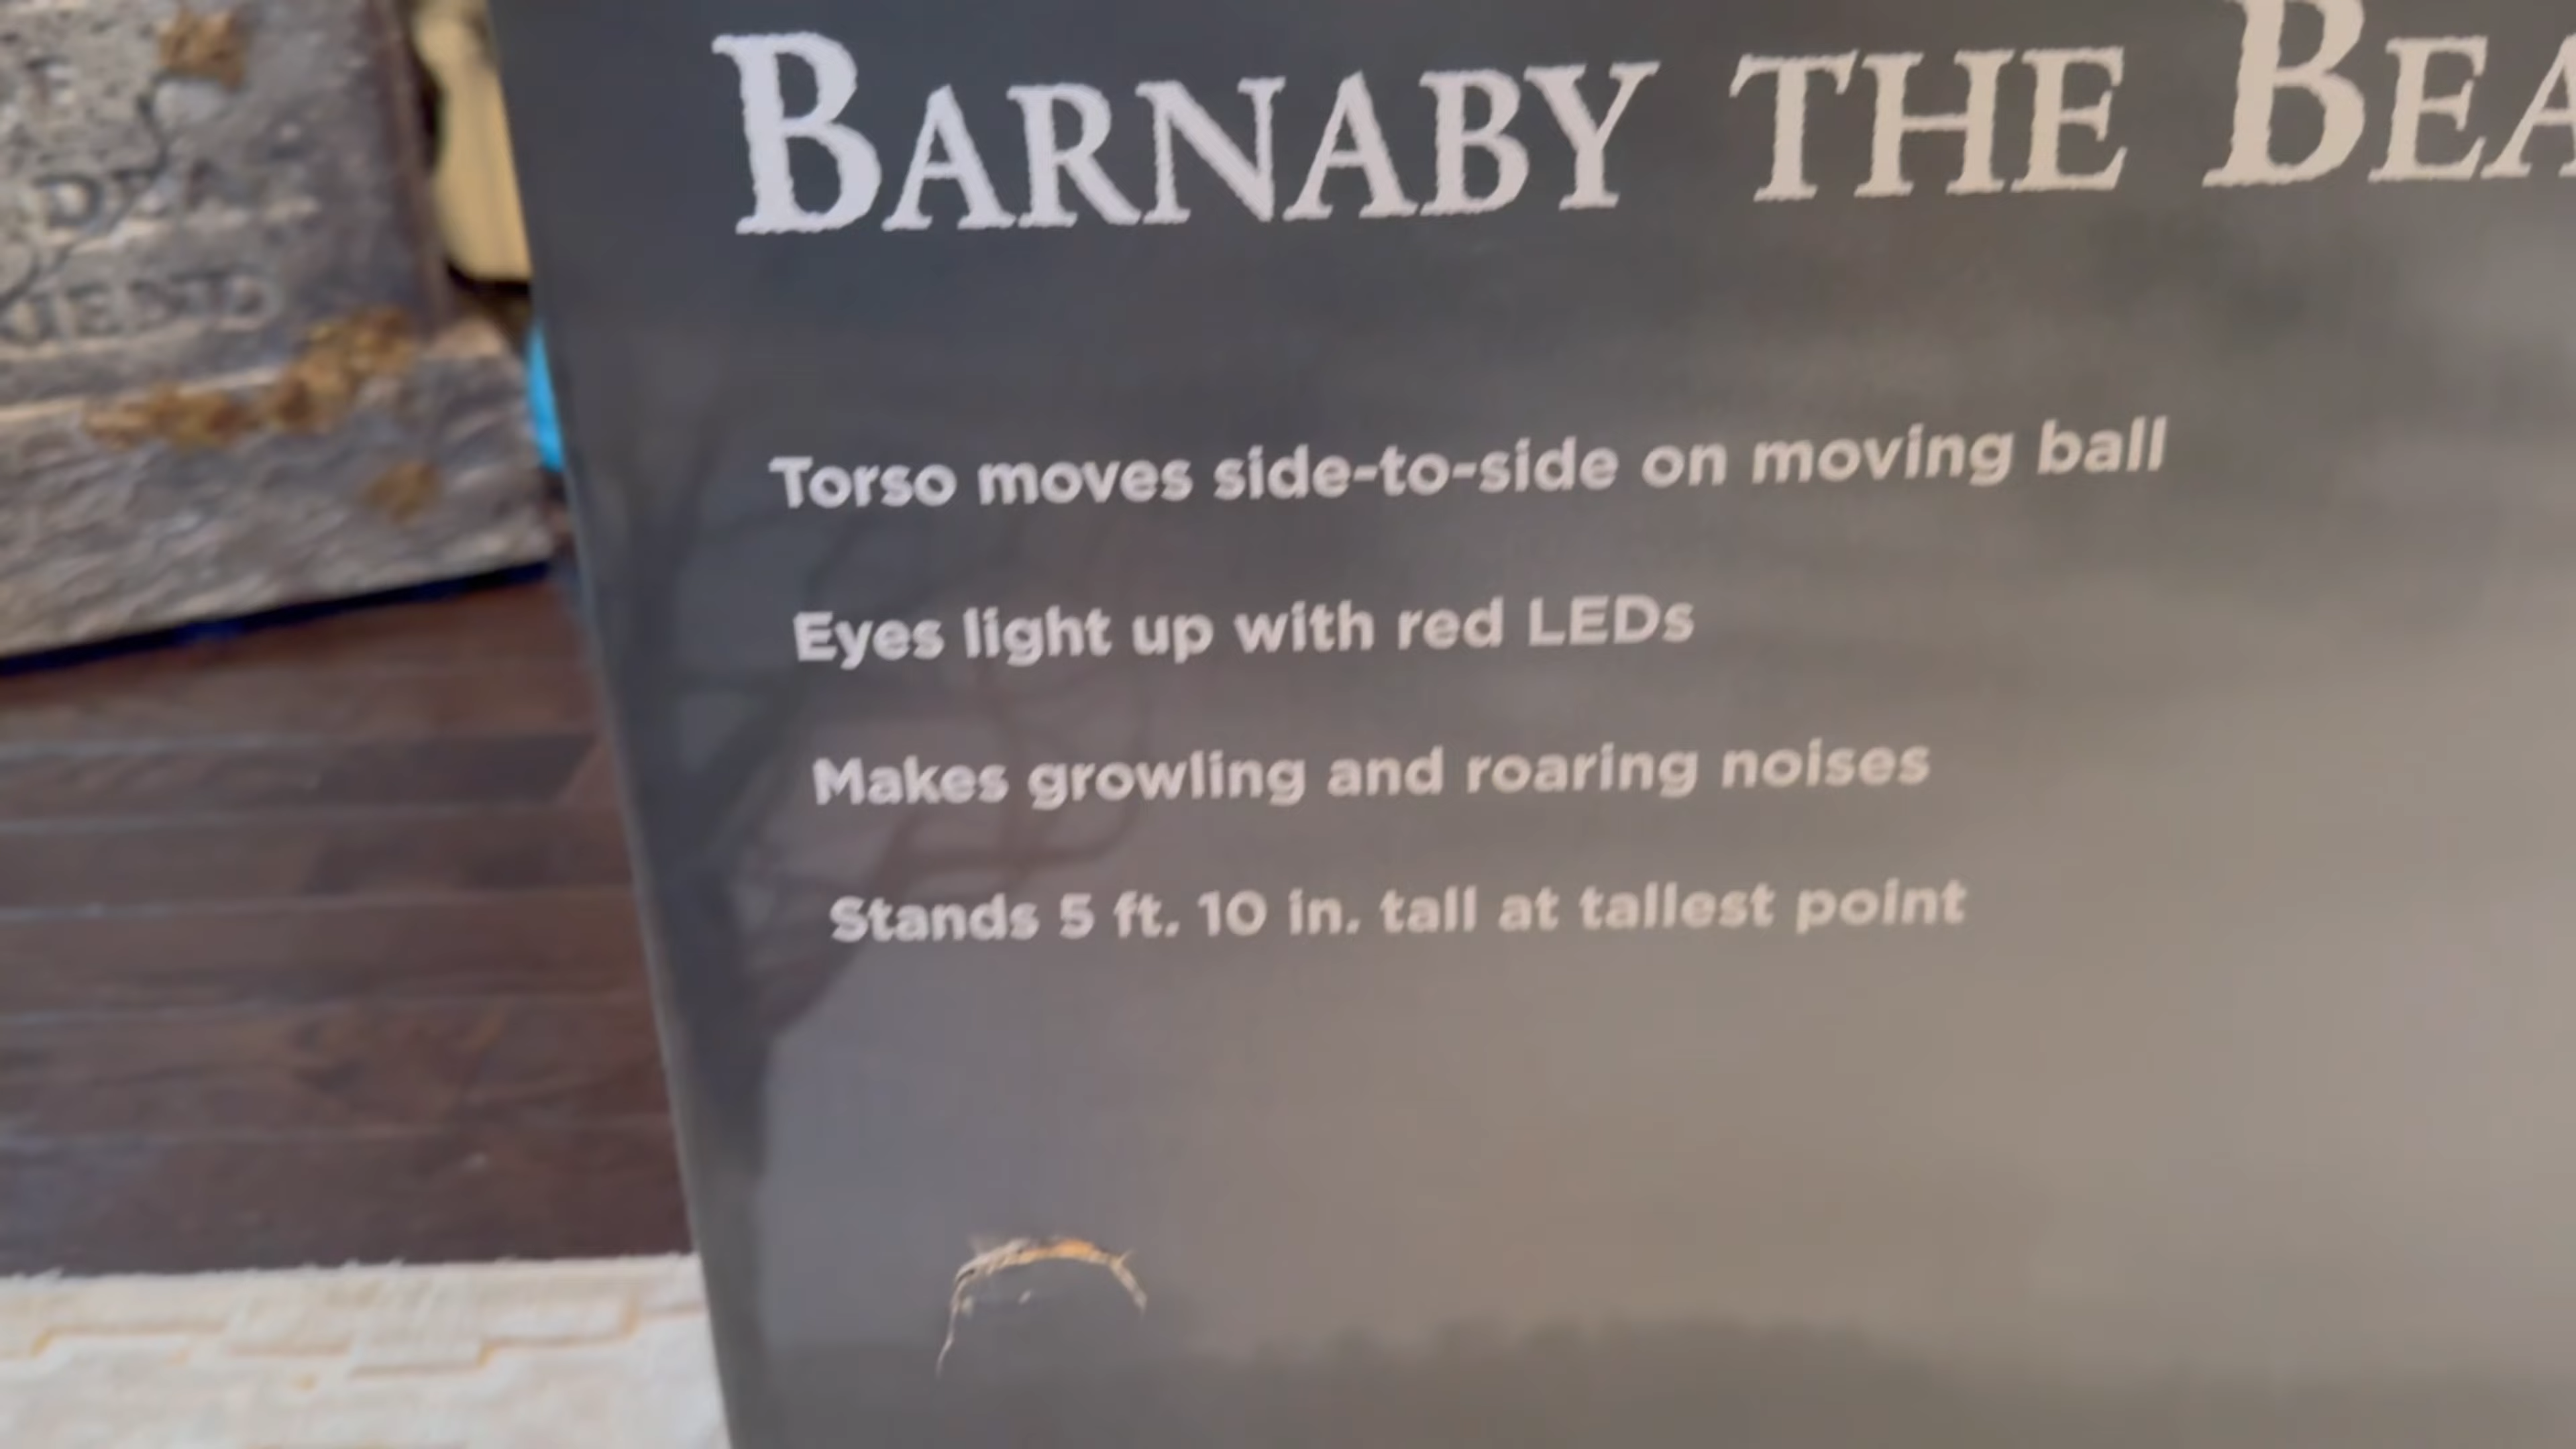 BARNABY THE BEA
Torso moves side-to-side on moving ball
Eyes light up with red LEDs
Makes growling and roaring noises
Stands 5 ft. 10 in. tall at tallest point